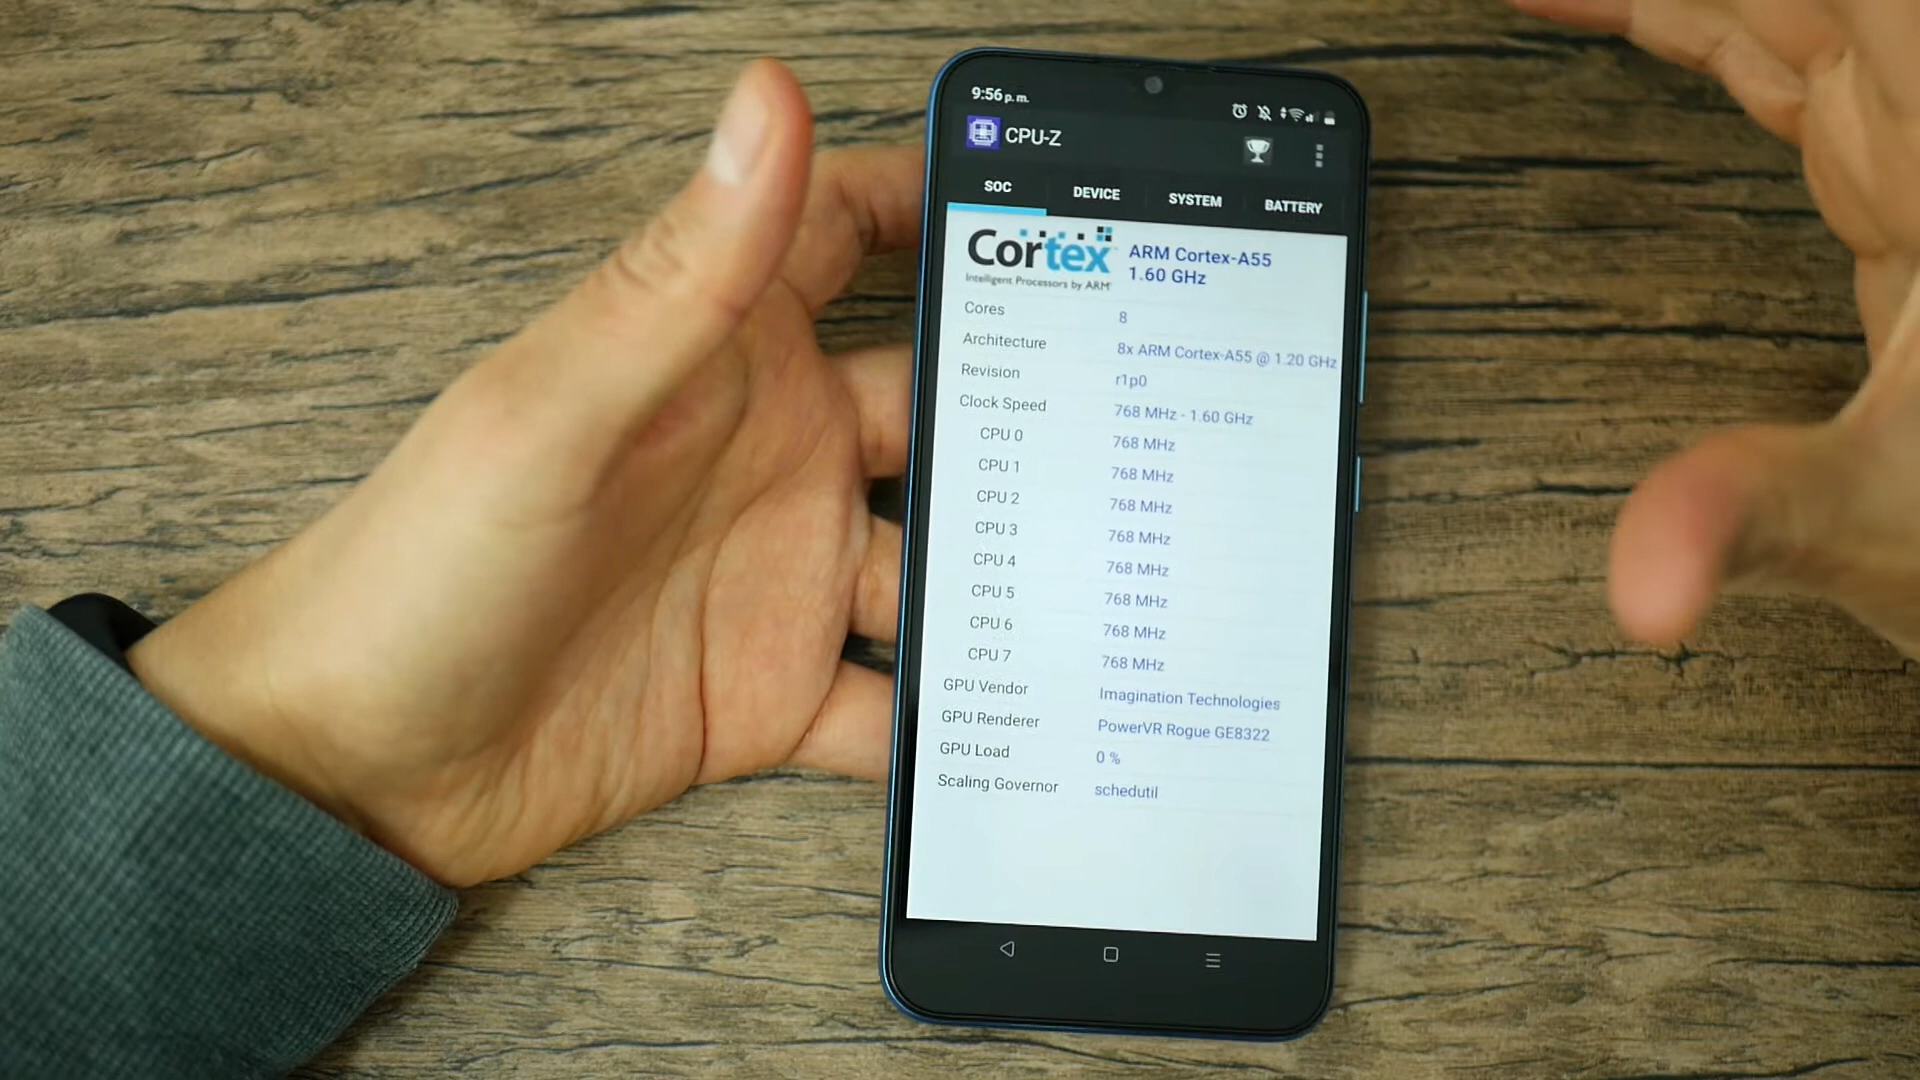 9:56 p. m.
CPU-Z
SOC DEVICE SYSTEM BATTERY
Cortex
Intelligent Processors by ARM
ARM Cortex-A55
1.60 GHz
Cores 8
Architecture 8x ARM Cortex-A55 @ 1.20 GHz
Revision r1p0
Clock Speed 768 MHz - 1.60 GHz
CPU 0 768 MHz
CPU 1 768 MHz
CPU 2 768 MHz
CPU 3 768 MHz
CPU 4 768 MHz
CPU 5 768 MHz
CPU 6 768 MHz
CPU 7 768 MHz
GPU Vendor Imagination Technologies
GPU Renderer PowerVR Rogue GE8322
GPU Load 0 %
Scaling Governor schedutil